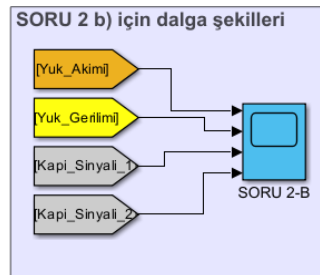 SORU 2 b) için dalga şekilleri
[Yuk_Akimi]
[Yuk_Gerilimi]
[Kapi_Sinyali_1
[Kapi_Sinyali_2
SORU 2-B